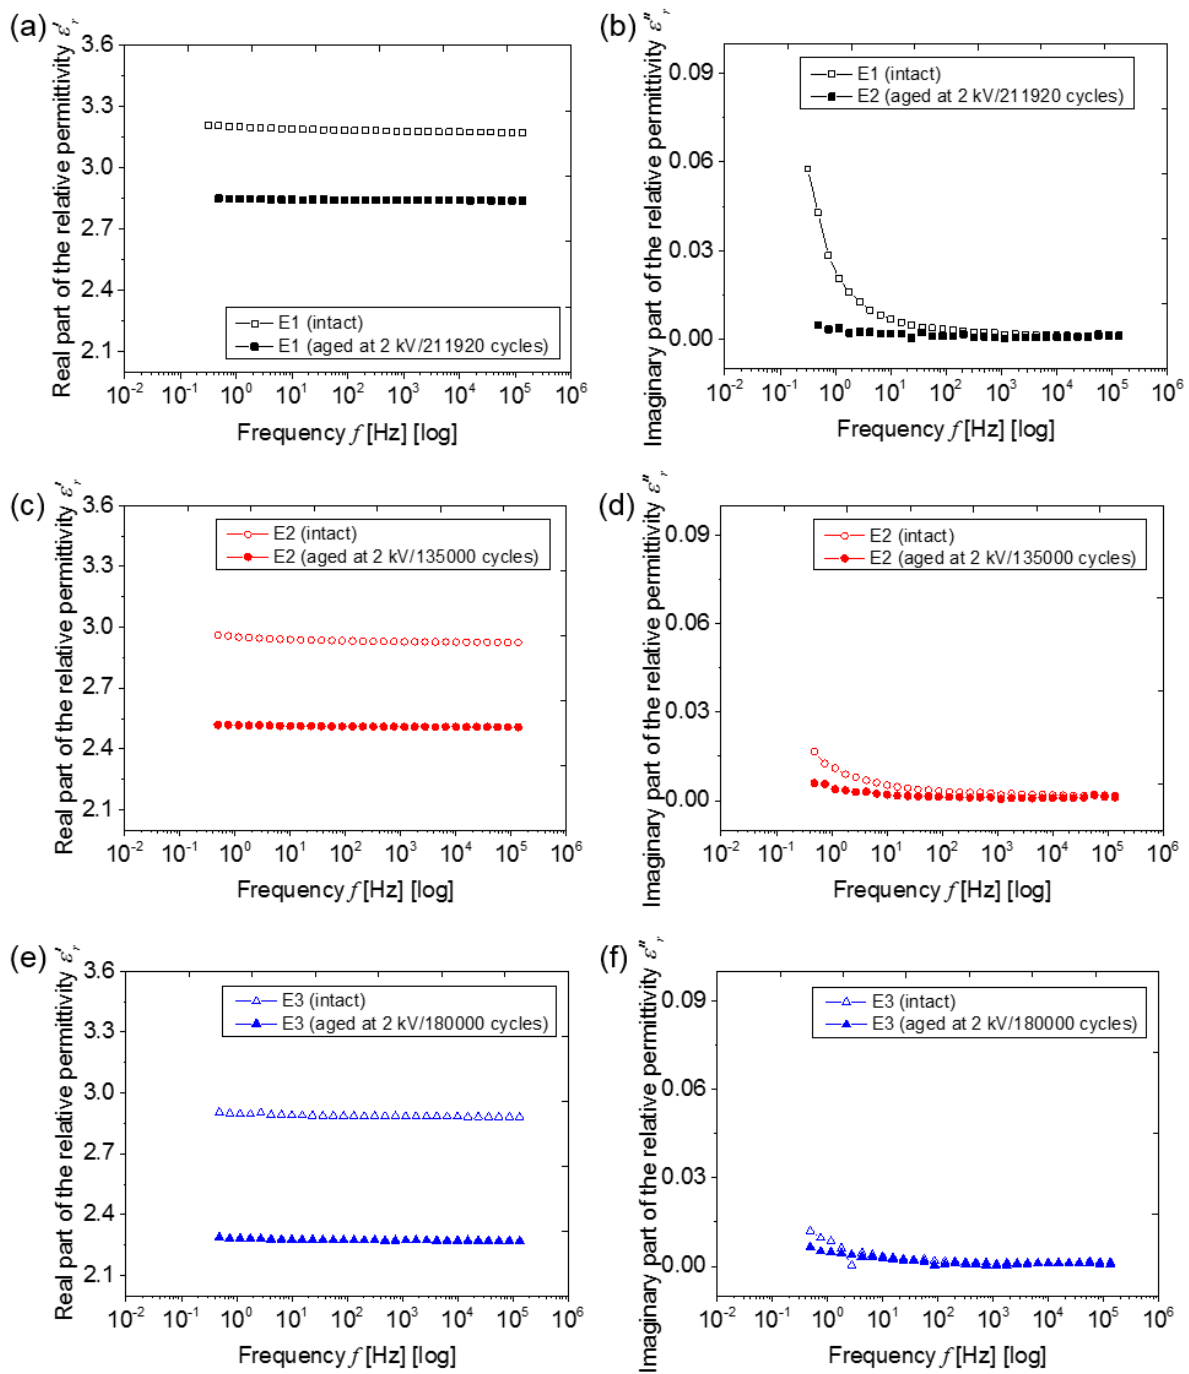 (a)
Real part of the relative permittivity ε'r
3.6
3.3
3.0
2.7
2.4
2.1
E1 (intact)
E1 (aged at 2 kV/211920 cycles)
10-2 10-1 100 101 102 103 104 105 106
Frequency f [Hz] [log]
(b)
Imaginary part of the relative permittivity ε''r
0.09
0.06
0.03
0.00
E1 (intact)
E2 (aged at 2 kV/211920 cycles)
10-2 10-1 100 101 102 103 104 105 106
Frequency f [Hz] [log]
(c)
Real part of the relative permittivity ε'r
3.6
3.3
3.0
2.7
2.4
2.1
E2 (intact)
E2 (aged at 2 kV/135000 cycles)
10-2 10-1 100 101 102 103 104 105 106
Frequency f [Hz] [log]
(d)
Imaginary part of the relative permittivity ε''r
0.09
0.06
0.03
0.00
E2 (intact)
E2 (aged at 2 kV/135000 cycles)
10-2 10-1 100 101 102 103 104 105 106
Frequency f [Hz] [log]
(e)
Real part of the relative permittivity ε'r
3.6
3.3
3.0
2.7
2.4
2.1
E3 (intact)
E3 (aged at 2 kV/180000 cycles)
10-2 10-1 100 101 102 103 104 105 106
Frequency f [Hz] [log]
(f)
Imaginary part of the relative permittivity ε''r
0.09
0.06
0.03
0.00
E3 (intact)
E3 (aged at 2 kV/180000 cycles)
10-2 10-1 100 101 102 103 104 105 106
Frequency f [Hz] [log]